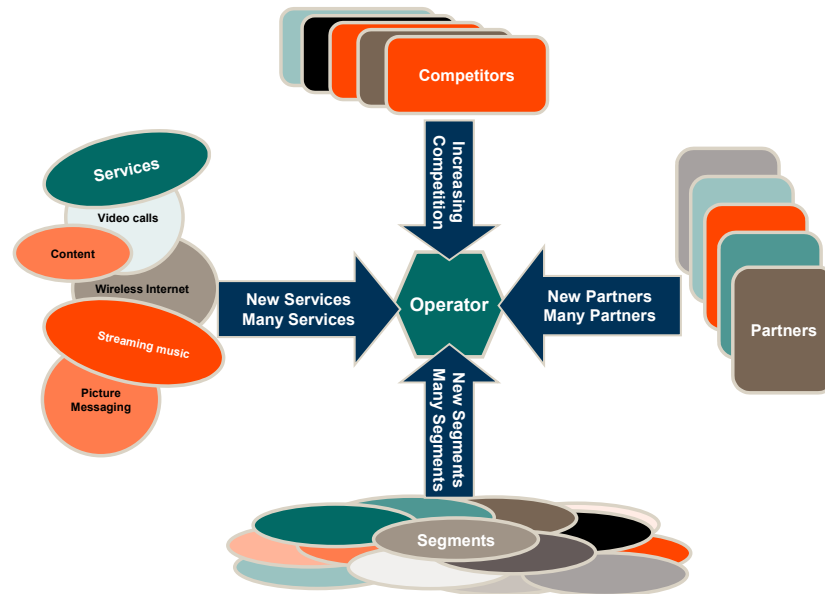 Competitors
Increasing
Competition
Services
Video calls
Content
Wireless Internet
Streaming music
Picture
Messaging
New Services
Many Services
Operator
New Partners
Many Partners
Partners
New Segments
Many Segments
Segments